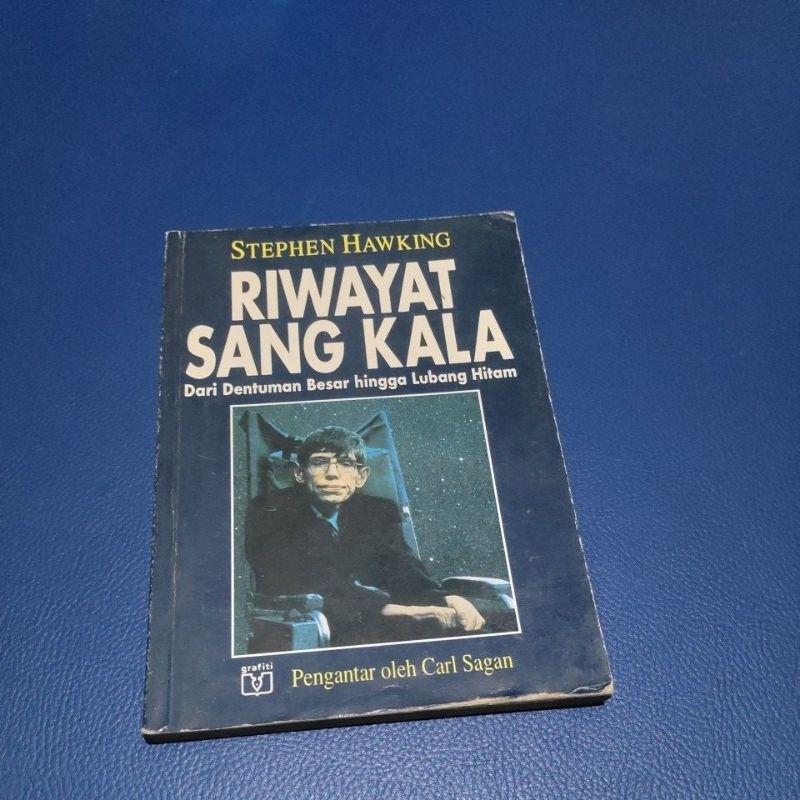 STEPHEN HAWKING
RIWAYAT
SANG KALA
Dari Dentuman Besar hingga Lubang Hitam
grafiti
Pengantar oleh Carl Sagan